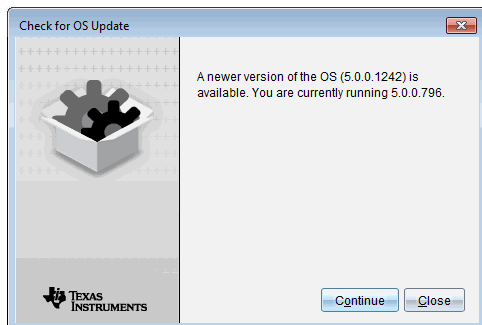 Check for OS Update
A newer version of the OS (5.0.0.1242) is
available. You are currently running 5.0.0.796.
TEXAS
INSTRUMENTS
Continue
Close